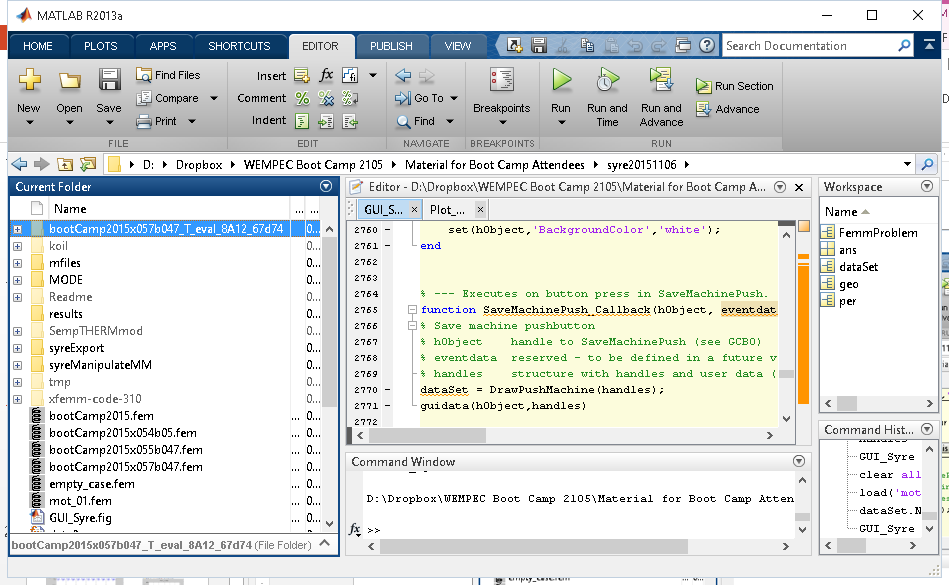 MATLAB R2013a
HOME PLOTS APPS SHORTCUTS EDITOR PUBLISH VIEW Search Documentation
New Open Save Find Files Compare Print FILE
Insert Comment Indent EDIT
Go To Find NAVIGATE
Breakpoints BREAKPOINTS
Run Run and Time Run and Advance Run Section Advance RUN
D: Dropbox WEMPEC Boot Camp 2105 Material for Boot Camp Attendees syre20151106
Current Folder
Name
bootCamp2015x057b047_T_eval_8A12_67d74 0...
koil 0...
mfiles 0...
MODE 0...
Readme 0...
results 0...
SempTHERMmod 0...
syreExport 0...
syreManipulateMM 0...
tmp 0...
xfemm-code-310 0...
bootCamp2015.fem ... 0...
bootCamp2015x054b05.fem ... 0...
bootCamp2015x055b047.fem ... 0...
bootCamp2015x057b047.fem ... 0...
empty_case.fem ... 0...
mot_01.fem ... 0...
GUI_Syre.fig ... 0...
bootCamp2015x057b047_T_eval_8A12_67d74 (File Folder)
Editor - D:\Dropbox\WEMPEC Boot Camp 2105\Material for Boot Camp A...
GUI_S... Plot_...
2760 - set(hObject,'BackgroundColor','white');
2761 - end
2762
2763
2764 % --- Executes on button press in SaveMachinePush.
2765 function SaveMachinePush_Callback(hObject, eventdat
2766 % Save machine pushbutton
2767 % hObject handle to SaveMachinePush (see GCBO)
2768 % eventdata reserved - to be defined in a future v
2769 % handles structure with handles and user data (
2770 - dataSet = DrawPushMachine(handles);
2771 - guidata(hObject,handles)
2772
Command Window
D:\Dropbox\WEMPEC Boot Camp 2105\Material for Boot Camp Atten
fx >>
Workspace
Name
FemmProblem
ans
dataSet
geo
per
Command Hist...
handles
GUI_Syre
clear all
load('mot
dataSet.N
GUI_Syre
empty_case.fem